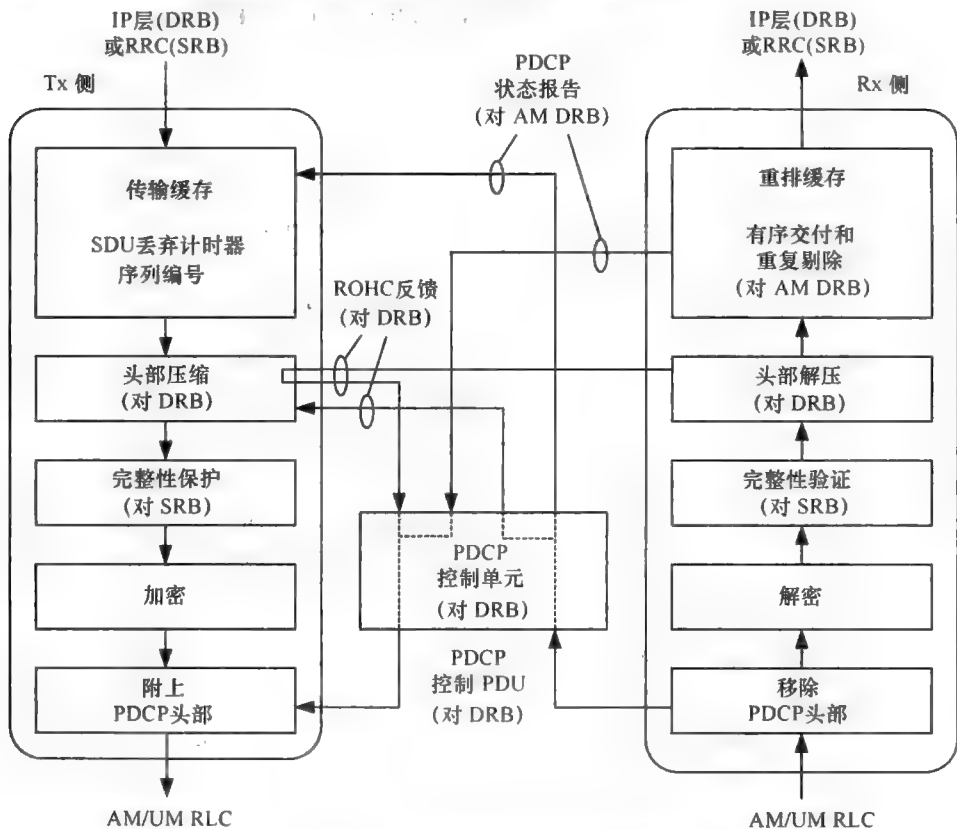 IP层(DRB)
或RRC(SRB)
Tx 侧
传输缓存
SDU丢弃计时器
序列编号
头部压缩
(对 DRB)
完整性保护
(对 SRB)
加密
附上
PDCP头部
AM/UM RLC
PDCP
状态报告
(对 AM DRB)
ROHC反馈
(对 DRB)
PDCP
控制单元
(对 DRB)
PDCP
控制 PDU
(对 DRB)
IP层(DRB)
或RRC(SRB)
Rx 侧
重排缓存
有序交付和
重复剔除
(对 AM DRB)
头部解压
(对 DRB)
完整性验证
(对 SRB)
解密
移除
PDCP头部
AM/UM RLC